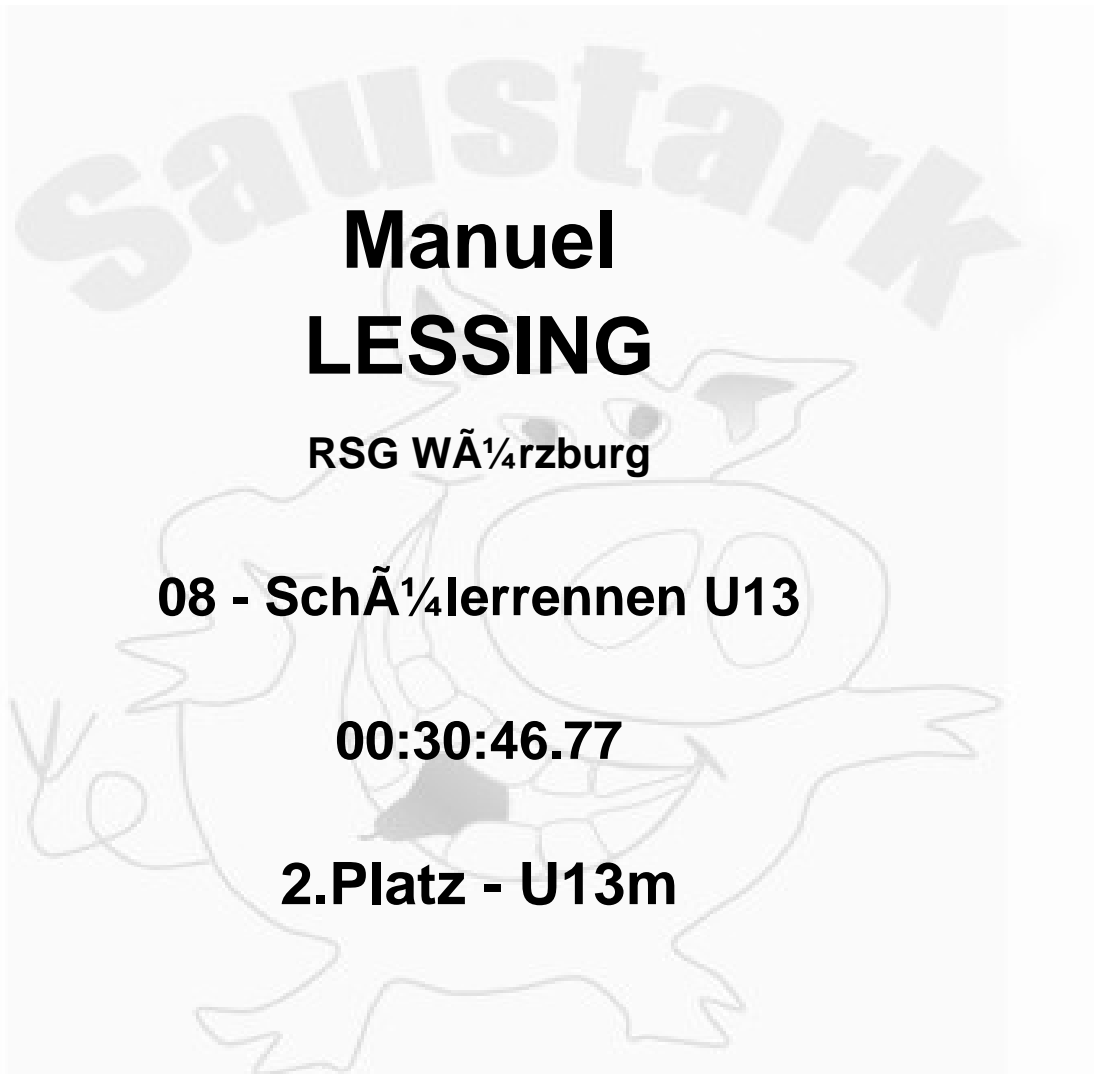 Saustark
Manuel
LESSING
RSG WÃ¼rzburg
08 - SchÃ¼lerrennen U13
00:30:46.77
2.Platz - U13m